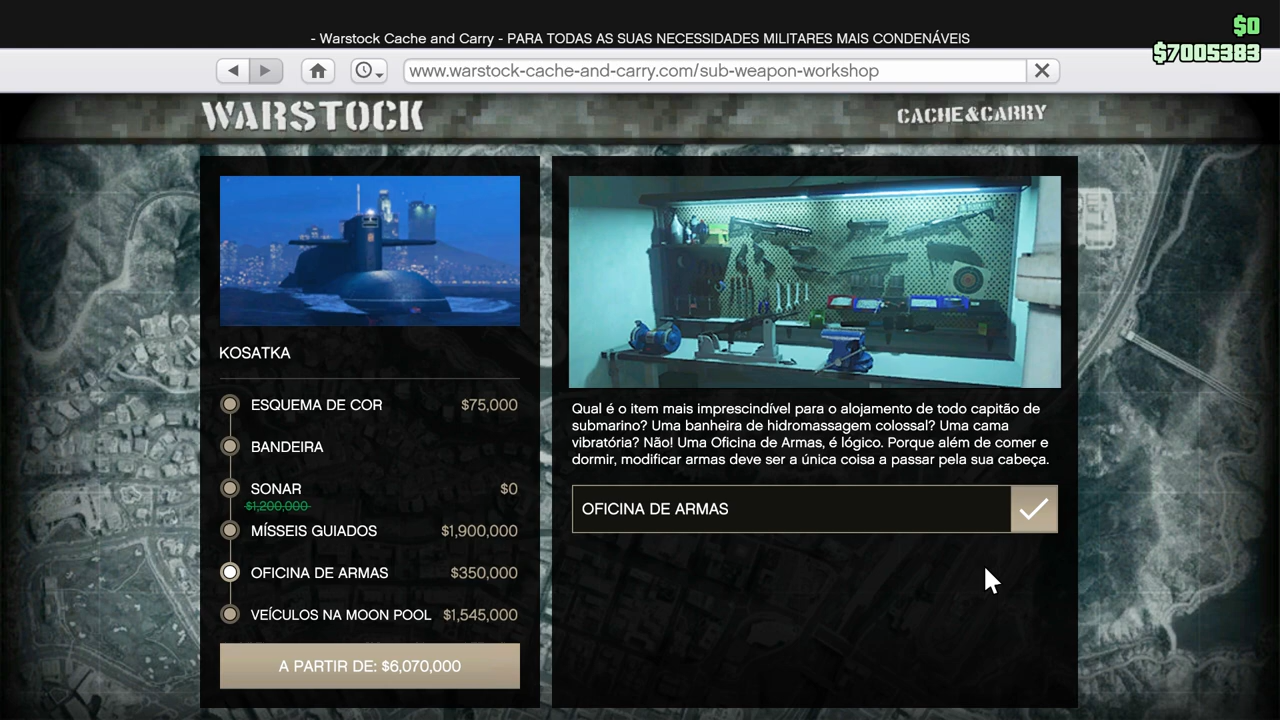 $0
- Warstock Cache and Carry - PARA TODAS AS SUAS NECESSIDADES MILITARES MAIS CONDENÁVEIS
$7005383
www.warstock-cache-and-carry.com/sub-weapon-workshop
WARSTOCK
CACHE&CARRY
KOSATKA
ESQUEMA DE COR $75,000
BANDEIRA
SONAR $0
$1,200,000
MÍSSEIS GUIADOS $1,900,000
OFICINA DE ARMAS $350,000
VEÍCULOS NA MOON POOL $1,545,000
A PARTIR DE: $6,070,000
Qual é o item mais imprescindível para o alojamento de todo capitão de
submarino? Uma banheira de hidromassagem colossal? Uma cama
vibratória? Não! Uma Oficina de Armas, é lógico. Porque além de comer e
dormir, modificar armas deve ser a única coisa a passar pela sua cabeça.
OFICINA DE ARMAS